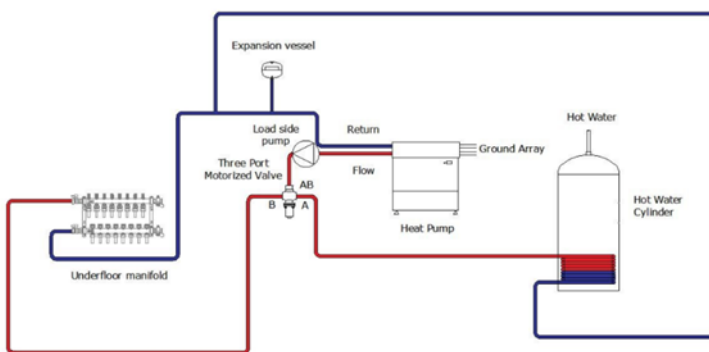 Expansion vessel
Load side
pump
Return
Flow
Ground Array
Three Port
Motorized Valve
AB
B
A
Heat Pump
Hot Water
Hot Water
Cylinder
Underfloor manifold